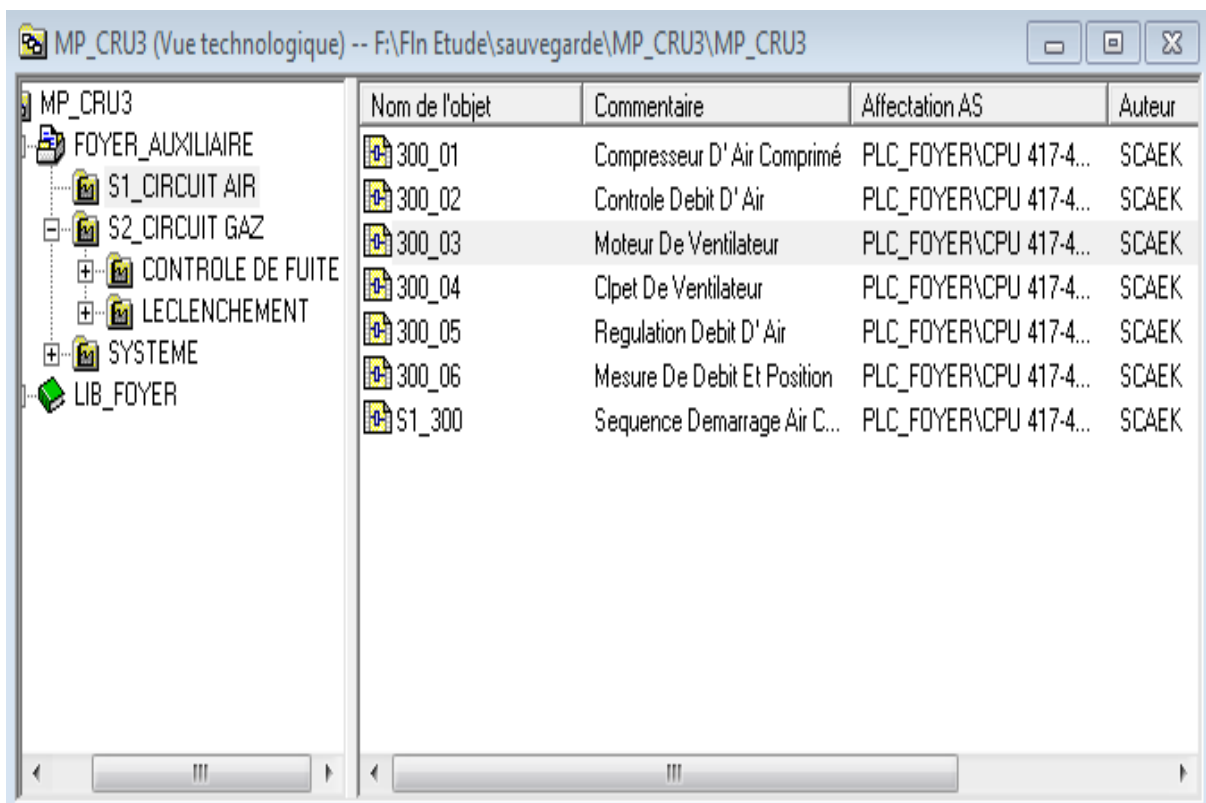 MP_CRU3 (Vue technologique) -- F:\FIn Etude\sauvegarde\MP_CRU3\MP_CRU3
MP_CRU3
FOYER_AUXILIAIRE
S1_CIRCUIT AIR
S2_CIRCUIT GAZ
CONTROLE DE FUITE
LECLENCHEMENT
SYSTEME
LIB_FOYER
Nom de l'objet Commentaire Affectation AS Auteur
300_01 Compresseur D' Air Comprimé PLC_FOYER\CPU 417-4... SCAEK
300_02 Controle Debit D' Air PLC_FOYER\CPU 417-4... SCAEK
300_03 Moteur De Ventilateur PLC_FOYER\CPU 417-4... SCAEK
300_04 Clpet De Ventilateur PLC_FOYER\CPU 417-4... SCAEK
300_05 Regulation Debit D' Air PLC_FOYER\CPU 417-4... SCAEK
300_06 Mesure De Debit Et Position PLC_FOYER\CPU 417-4... SCAEK
S1_300 Sequence Demarrage Air C... PLC_FOYER\CPU 417-4... SCAEK